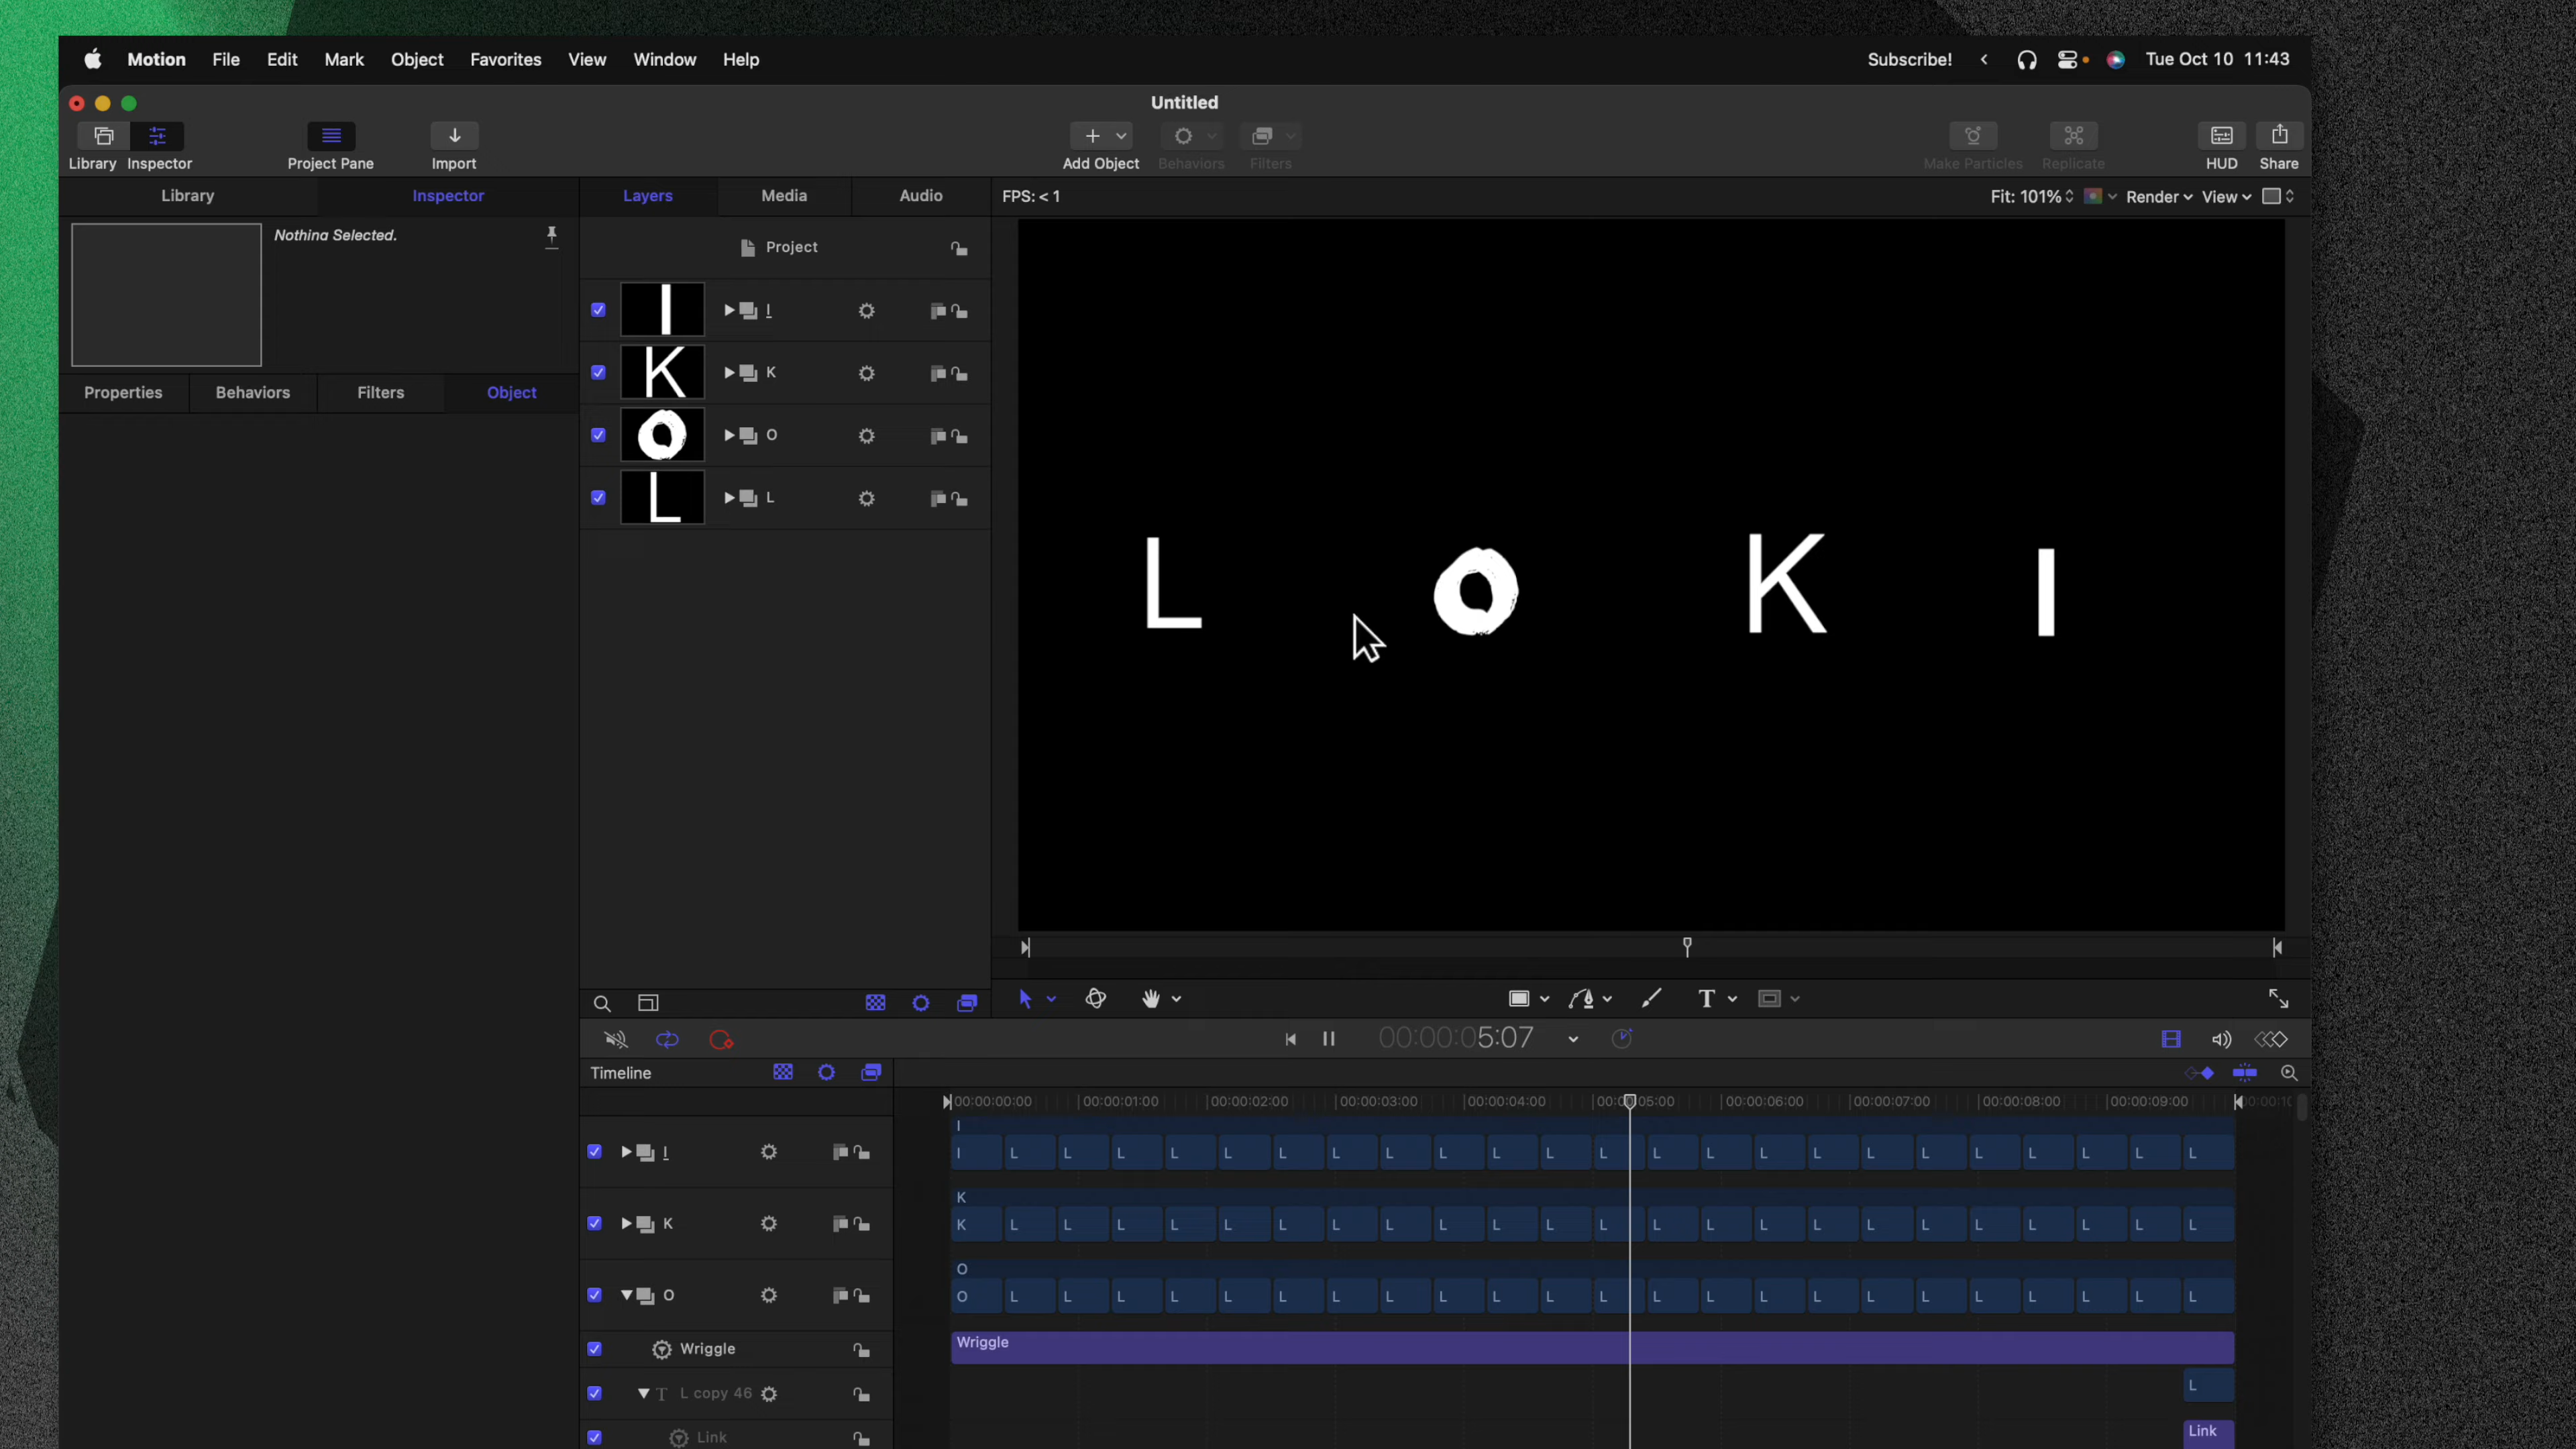 Motion File Edit Mark Object Favorites View Window Help Subscribe! Tue Oct 10 11:43
Untitled
Library Inspector Project Pane Import Add Object Behaviors Filters Make Particles Replicate HUD Share
Library Inspector Layers Media Audio FPS: < 1 Fit: 101% Render View
Nothing Selected.
Project
I
K
O
L
Properties Behaviors Filters Object
L O K I
T
00:00:05:07
Timeline
00:00:00:00 00:00:01:00 00:00:02:00 00:00:03:00 00:00:04:00 00:00:05:00 00:00:06:00 00:00:07:00 00:00:08:00 00:00:09:00
I
I I L L L L L L L L L L L L L L L L L L L L L L L
K
K K L L L L L L L L L L L L L L L L L L L L L L L
O
O O L L L L L L L L L L L L L L L L L L L L L L L
Wriggle Wriggle
T L copy 46 L
Link Link